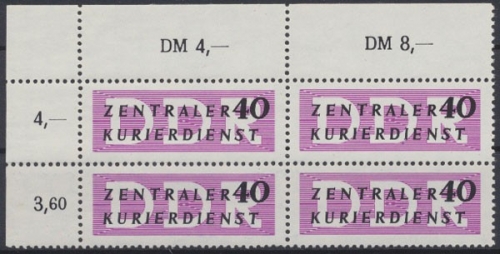 DM 4,— DM 8,—
4,— ZENTRALER 40 ZENTRALER 40
DDR DDR
KURIERDIENST KURIERDIENST
3,60 ZENTRALER 40 ZENTRALER 40
DDR DDR
KURIERDIENST KURIERDIENST